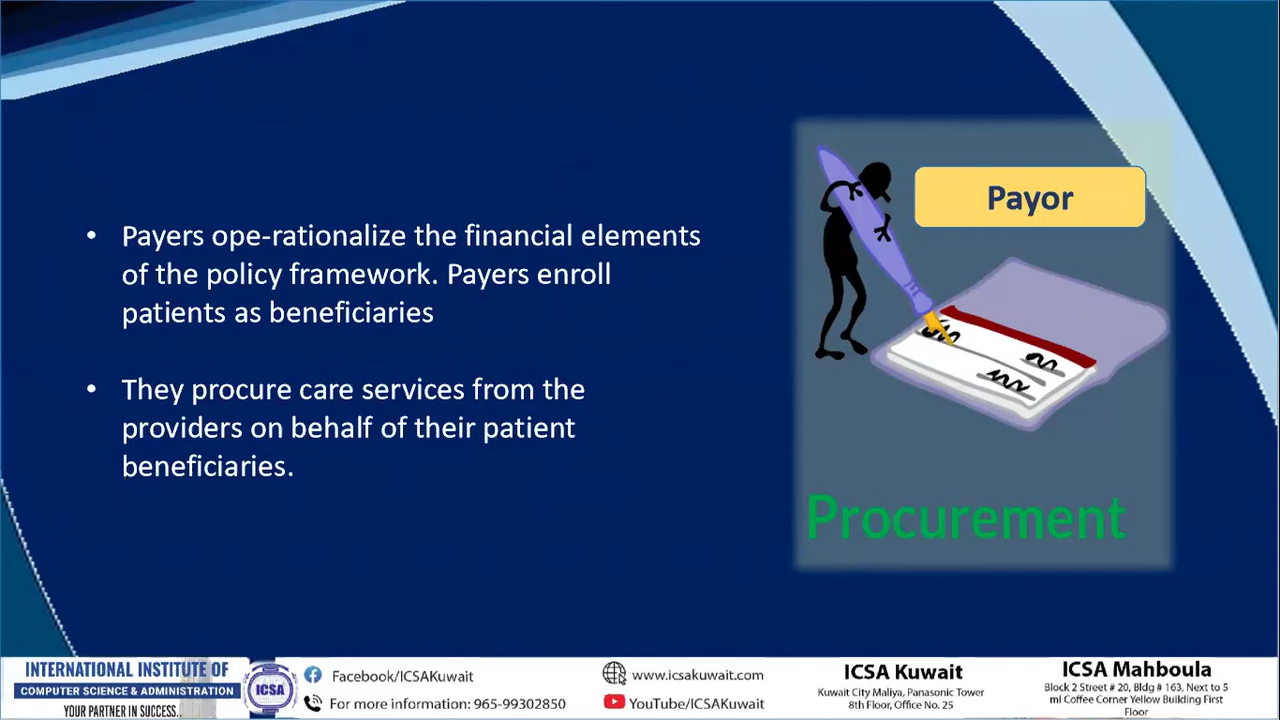 • Payers ope-rationalize the financial elements
of the policy framework. Payers enroll
patients as beneficiaries
• They procure care services from the
providers on behalf of their patient
beneficiaries.
Payor
Procurement
INTERNATIONAL INSTITUTE OF
COMPUTER SCIENCE & ADMINISTRATION
YOUR PARTNER IN SUCCESS...
ICSA
Facebook/ICSAKuwait
For more information: 965-99302850
www.icsakuwait.com
YouTube/ICSAKuwait
ICSA Kuwait
Kuwait City Maliya, Panasonic Tower
8th Floor, Office No. 25
ICSA Mahboula
Block 2 Street # 20, Bldg # 163, Next to 5
ml Coffee Corner Yellow Building First
Floor